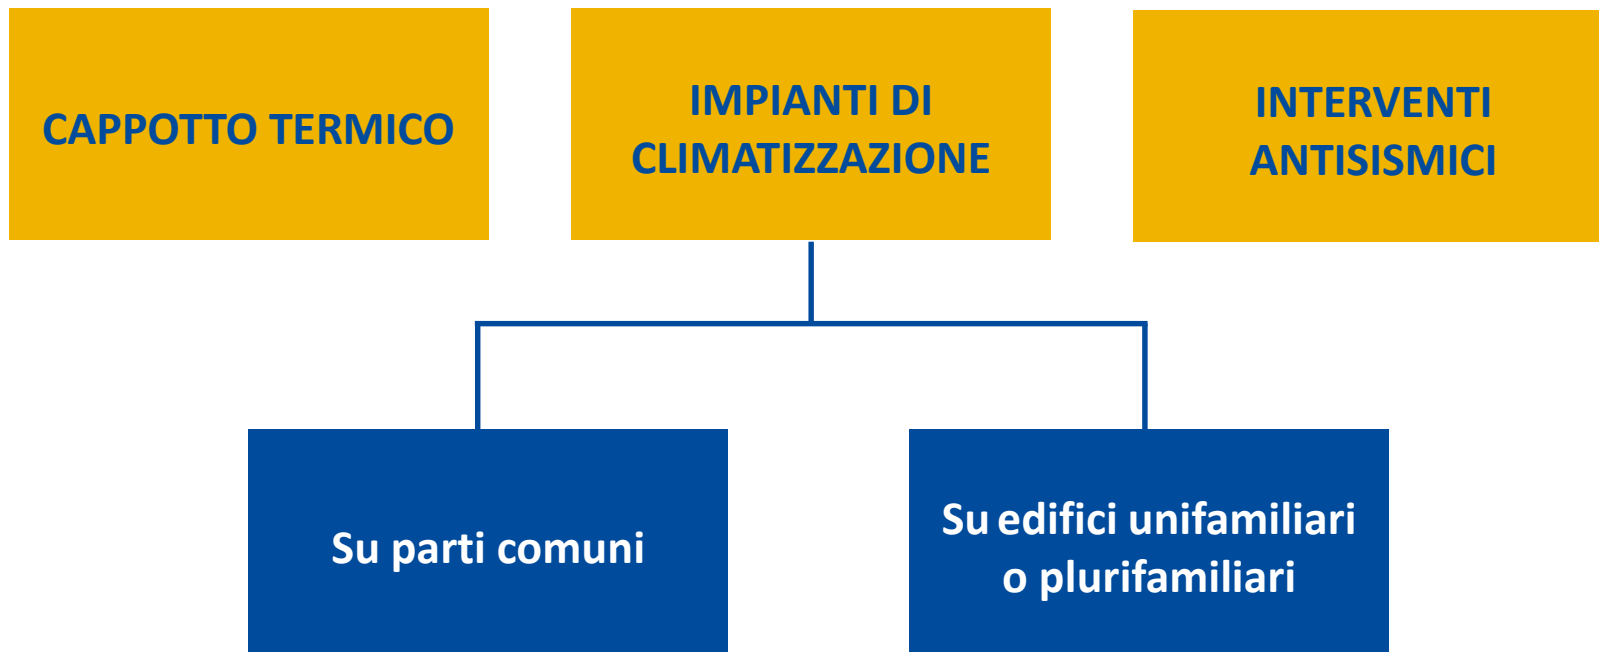 CAPPOTTO TERMICO
IMPIANTI DI
CLIMATIZZAZIONE
INTERVENTI
ANTISISMICI
Su parti comuni
Su edifici unifamiliari
o plurifamiliari